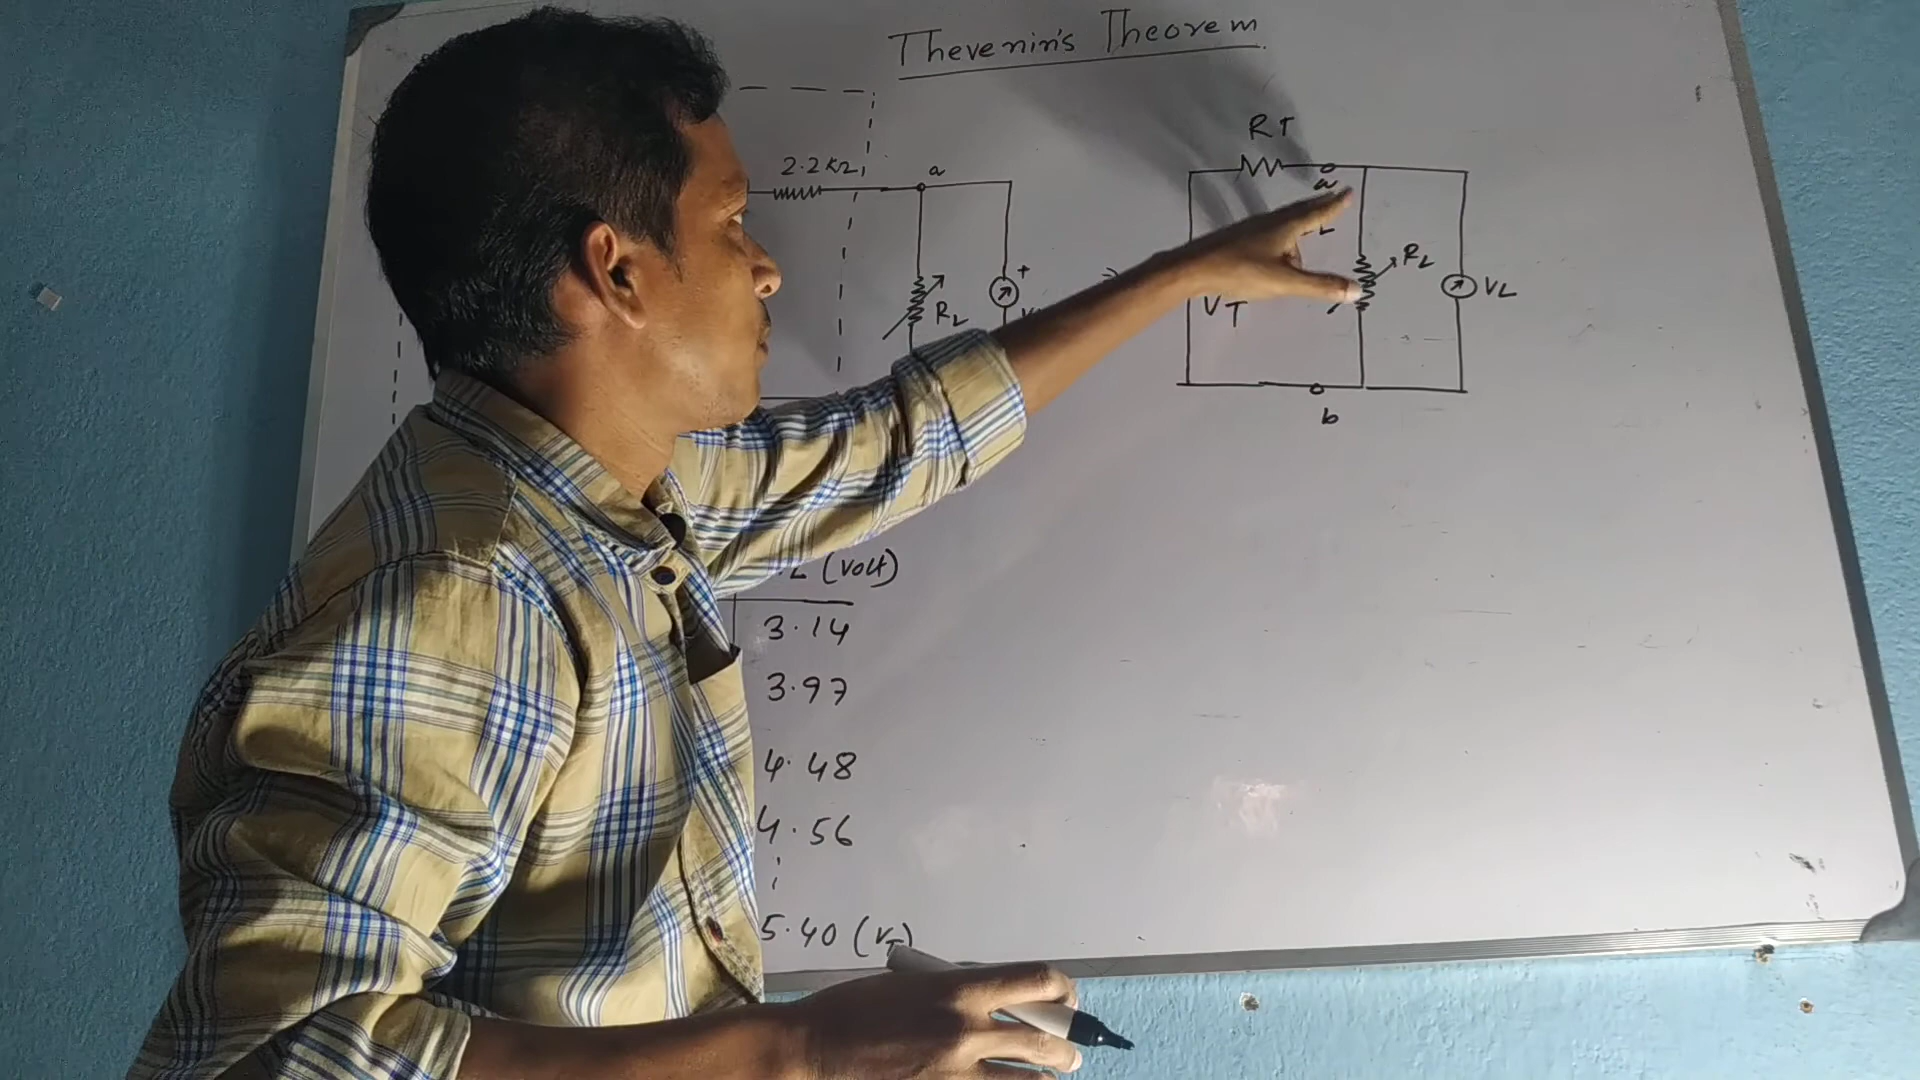 Thevenin's Theorem
2.2KΩ
a
RL
+
RT
a
L
RL
VL
VT
b
L (volt)
3.14
3.97
4.48
4.56
5.40 (VT)